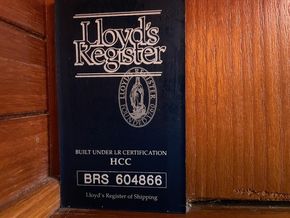 Lloyd's
Register
BUILT UNDER LR CERTIFICATION
HCC
BRS 604866
Lloyd's Register of Shipping